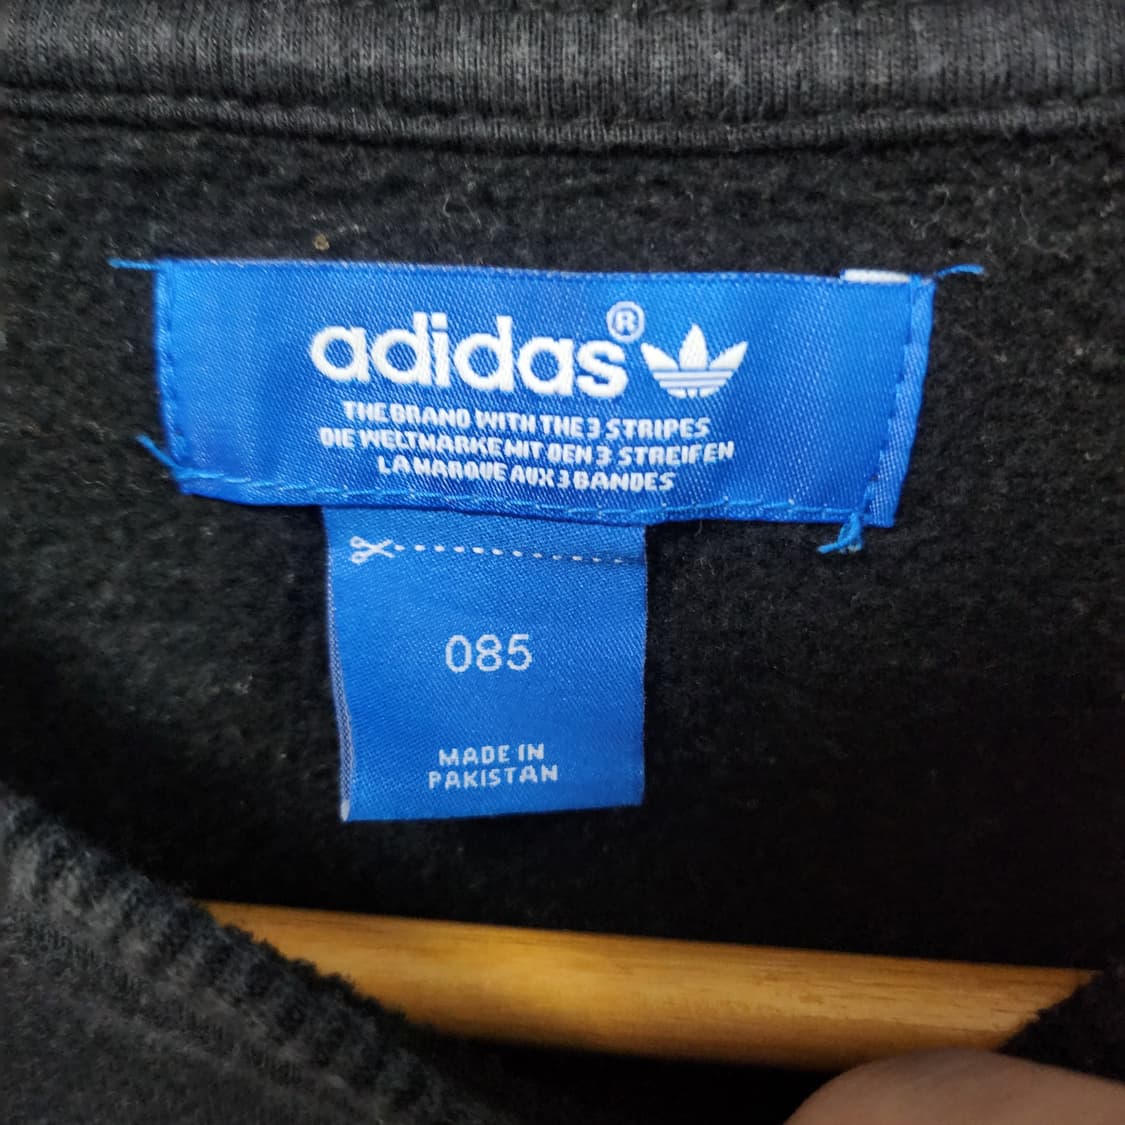 adidas®
THE BRAND WITH THE 3 STRIPES
DIE WELTMARKE MIT DEN 3 STREIFEN
LA MARQUE AUX 3 BANDES
085
MADE IN
PAKISTAN